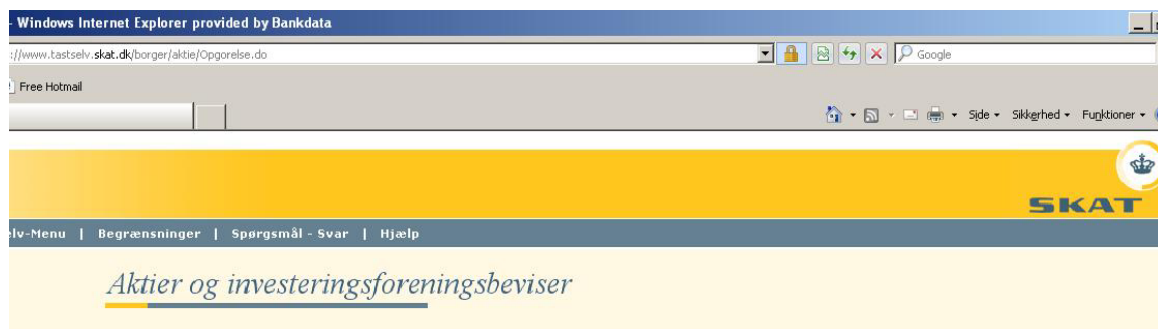 - Windows Internet Explorer provided by Bankdata
://www.tastselv.skat.dk/borger/aktie/Opgorelse.do
Google
Free Hotmail
Side Sikkerhed Funktioner
SKAT
elv-Menu | Begrænsninger | Spørgsmål - Svar | Hjælp
Aktier og investeringsforeningsbeviser